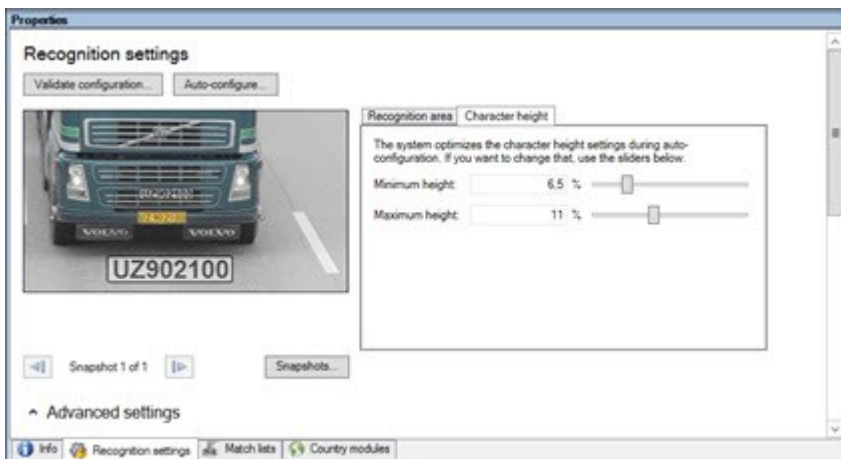 Properties
Recognition settings
Validate configuration...
Auto-configure...
Recognition area
Character height
The system optimizes the character height settings during auto-
configuration. If you want to change that, use the sliders below.
Minimum height: 6.5 %
Maximum height: 11 %
UZ 902100
VOLVO VOLVO
UZ902100
Snapshot 1 of 1
Snapshots...
Advanced settings
Info
Recognition settings
Match lists
Country modules